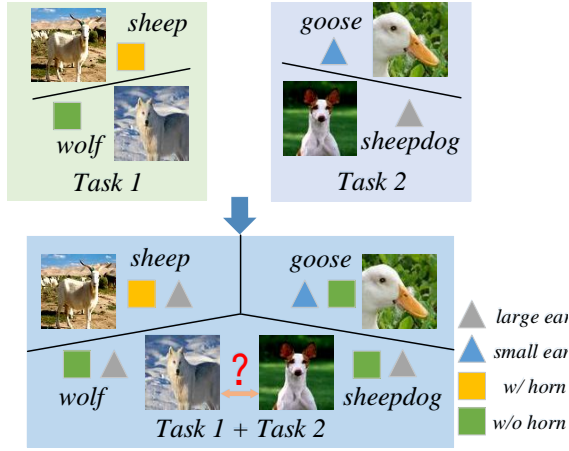 sheep
wolf
Task 1
goose
sheepdog
Task 2
sheep
goose
wolf
?
sheepdog
Task 1 + Task 2
large ear
small ear
w/ horn
w/o horn